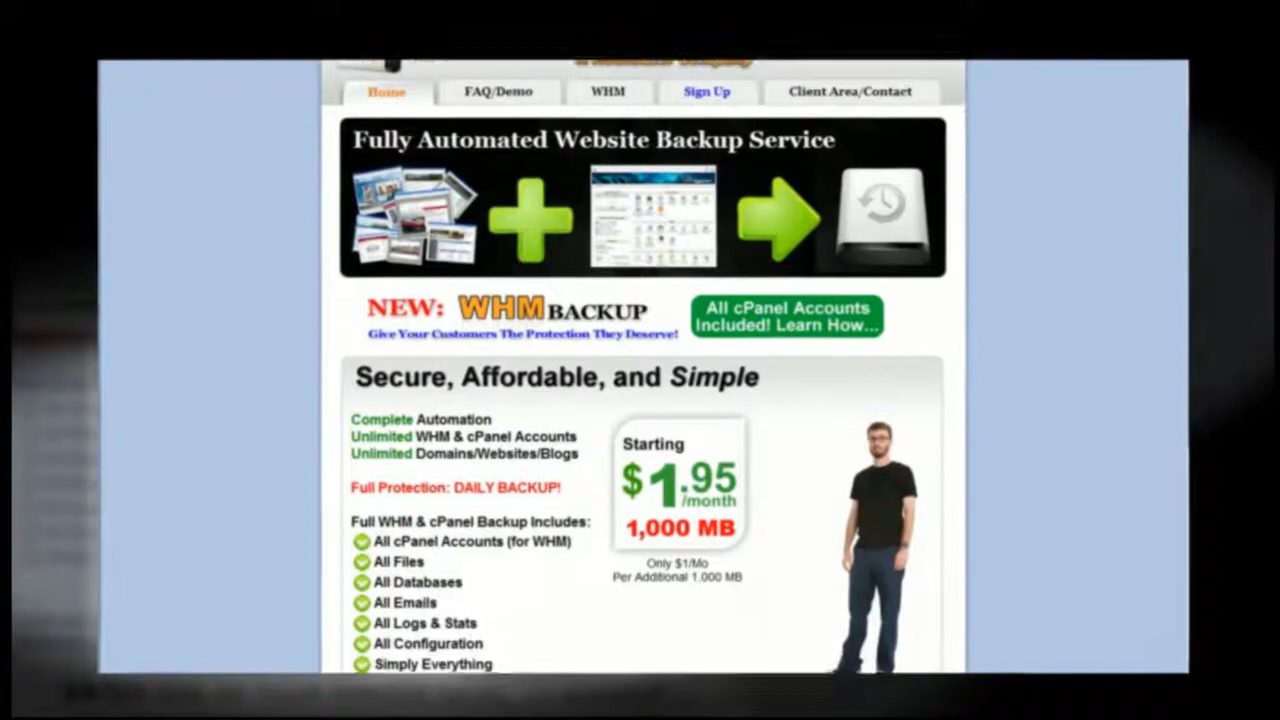 Home
FAQ/Demo
WHM
Sign Up
Client Area/Contact
Fully Automated Website Backup Service
NEW: WHM BACKUP
Give Your Customers The Protection They Deserve!
All cPanel Accounts
Included! Learn How...
Secure, Affordable, and Simple
Complete Automation
Unlimited WHM & cPanel Accounts
Unlimited Domains/Websites/Blogs
Full Protection: DAILY BACKUP!
Full WHM & cPanel Backup Includes:
All cPanel Accounts (for WHM)
All Files
All Databases
All Emails
All Logs & Stats
All Configuration
Simply Everything
Starting
$1.95
/month
1,000 MB
Only $1/Mo
Per Additional 1,000 MB